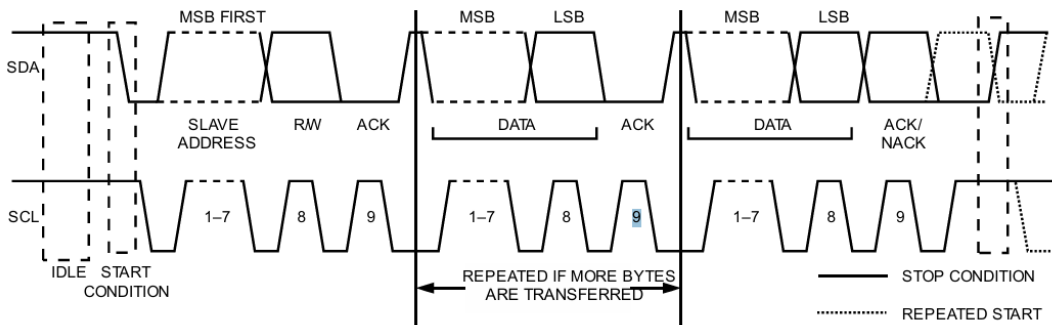 MSB FIRST
MSB
LSB
MSB
LSB
SDA
SLAVE
ADDRESS
R/W
ACK
DATA
ACK
DATA
ACK/
NACK
SCL
1–7
8
9
1–7
8
9
1–7
8
9
IDLE
START
CONDITION
REPEATED IF MORE BYTES
ARE TRANSFERRED
STOP CONDITION
REPEATED START